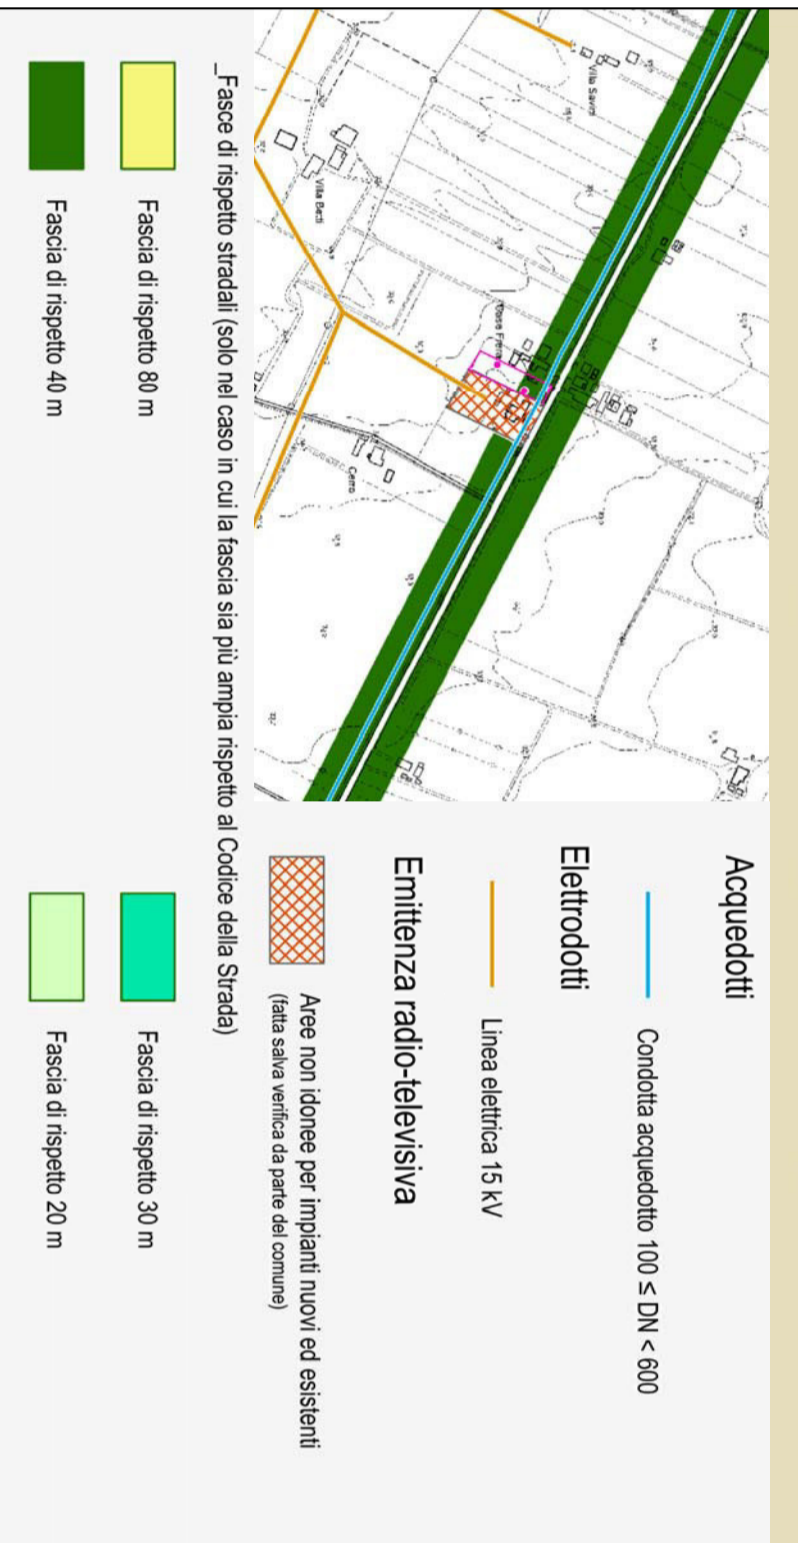 Acquedotti
Condotta acquedotto 100 ≤ DN < 600
Elettrodotti
Linea elettrica 15 kV
Emittenza radio-televisiva
Aree non idonee per impianti nuovi ed esistenti
(fatta salva verifica da parte del comune)
Villa Savini
Villa Betti
Cerro
_Fasce di rispetto stradali (solo nel caso in cui la fascia sia più ampia rispetto al Codice della Strada)
Fascia di rispetto 80 m
Fascia di rispetto 30 m
Fascia di rispetto 40 m
Fascia di rispetto 20 m